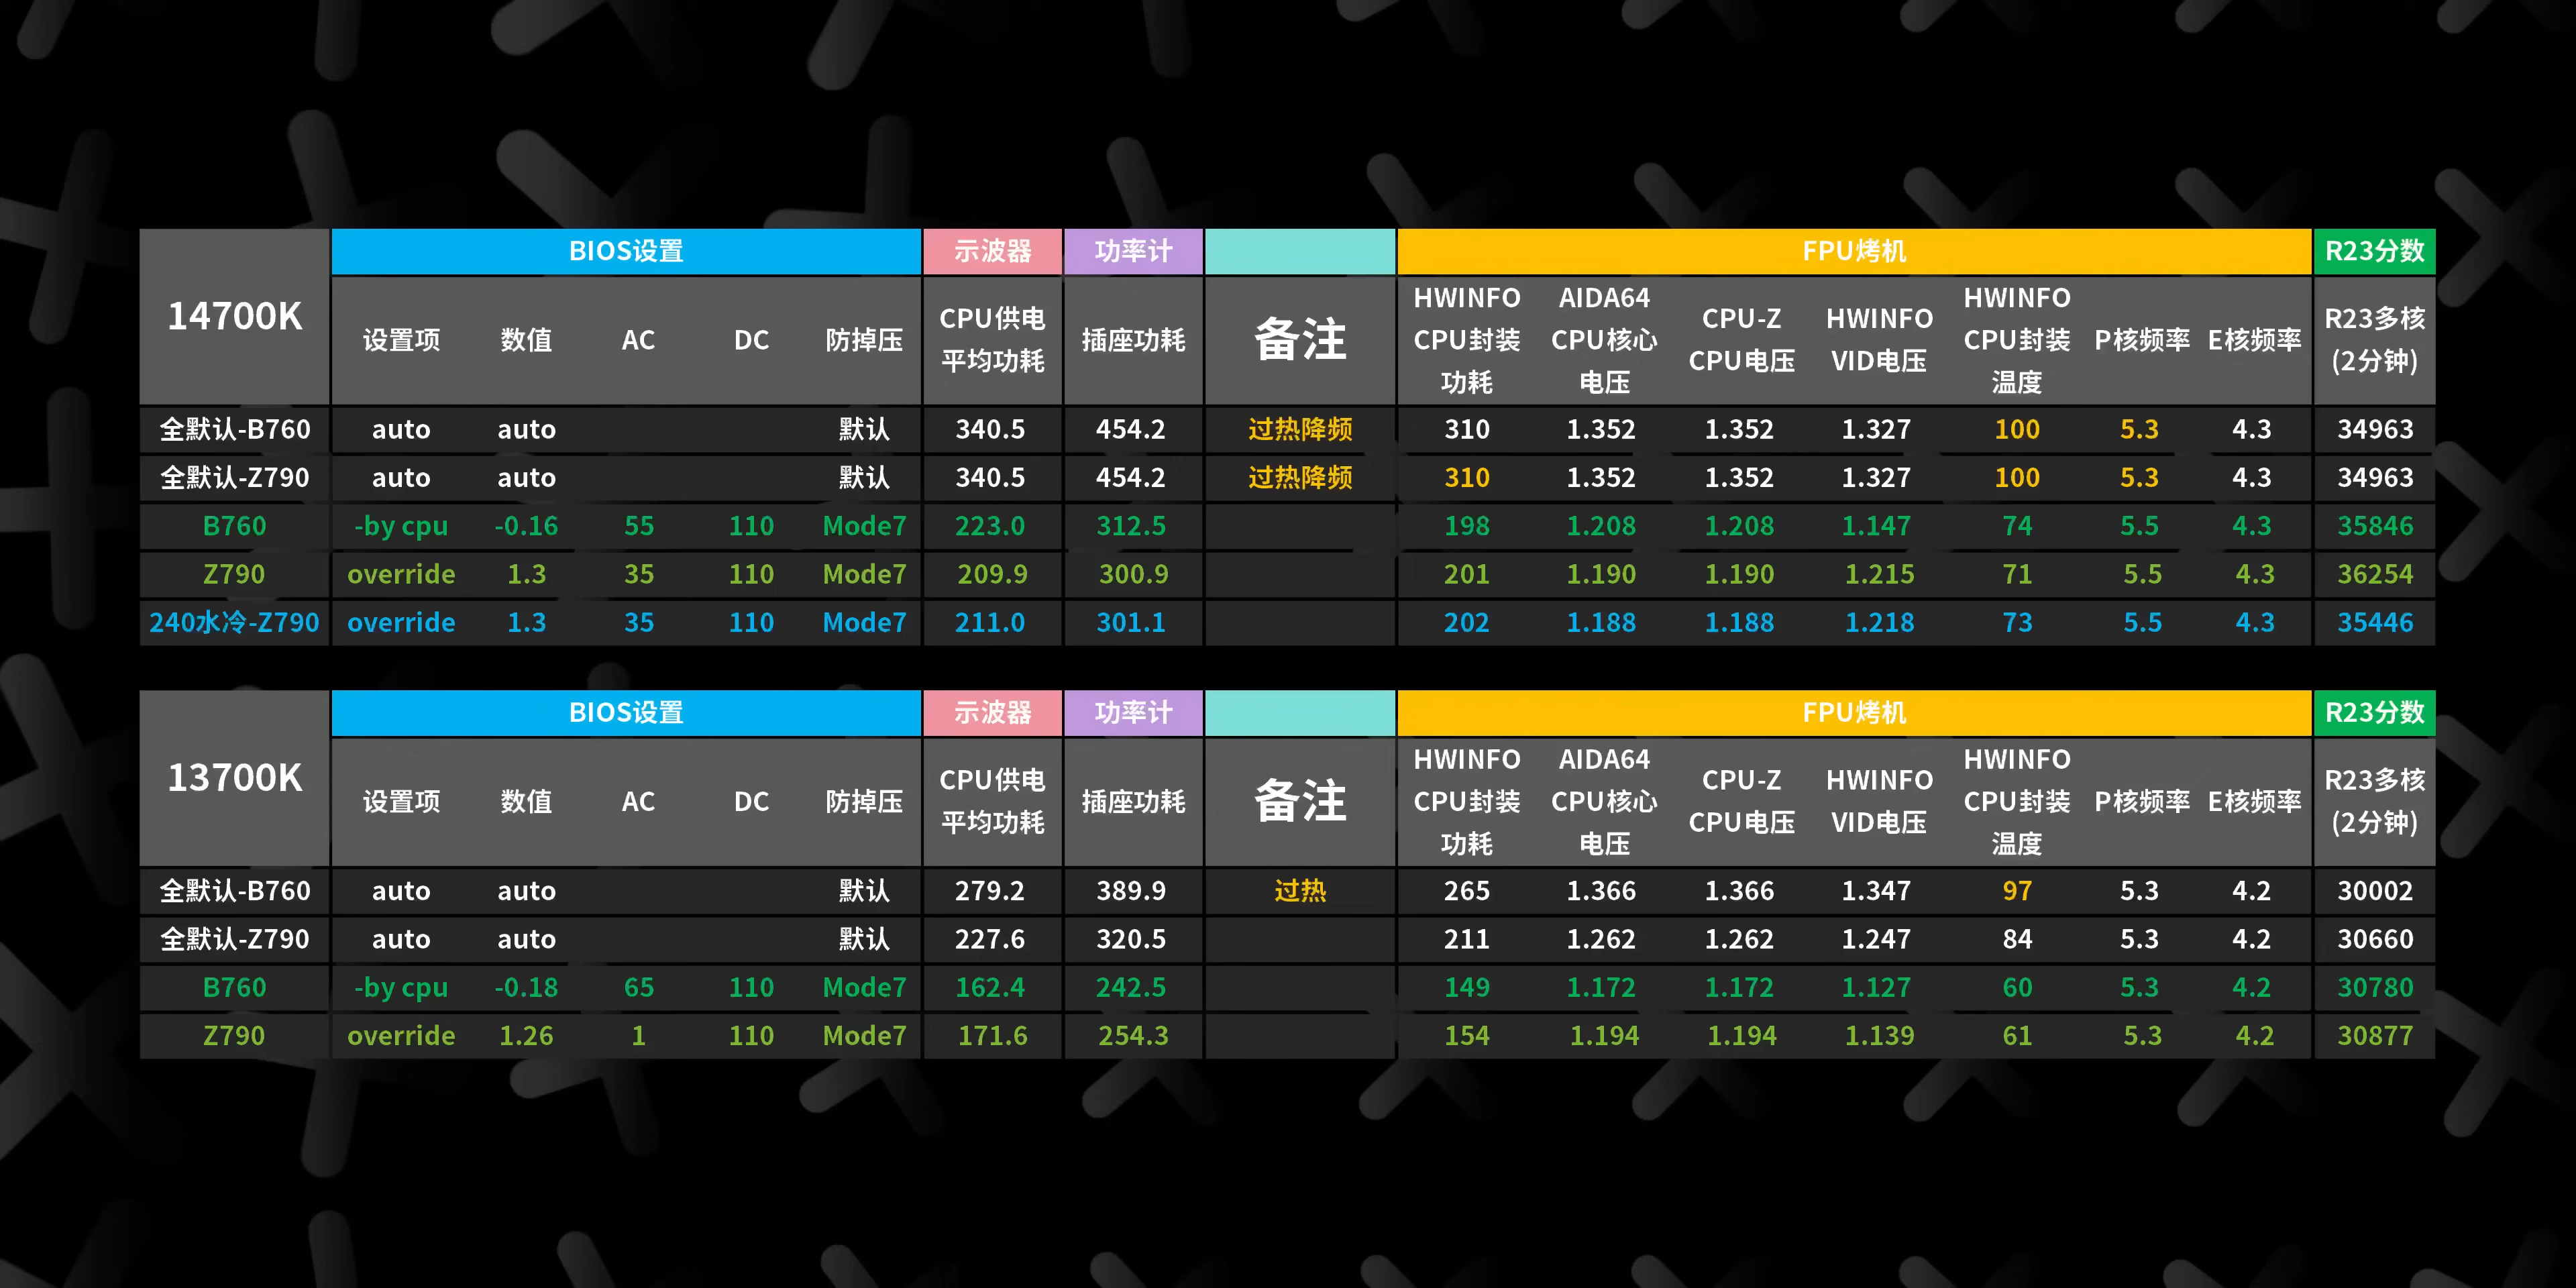 14700K BIOS设置 示波器 功率计 FPU烤机 R23分数
设置项 数值 AC DC 防掉压 CPU供电平均功耗 插座功耗 备注 HWINFO CPU封装功耗 AIDA64 CPU核心电压 CPU-Z CPU电压 HWINFO VID电压 HWINFO CPU封装温度 P核频率 E核频率 R23多核(2分钟)
全默认-B760 auto auto 默认 340.5 454.2 过热降频 310 1.352 1.352 1.327 100 5.3 4.3 34963
全默认-Z790 auto auto 默认 340.5 454.2 过热降频 310 1.352 1.352 1.327 100 5.3 4.3 34963
B760 -by cpu -0.16 55 110 Mode7 223.0 312.5 198 1.208 1.208 1.147 74 5.5 4.3 35846
Z790 override 1.3 35 110 Mode7 209.9 300.9 201 1.190 1.190 1.215 71 5.5 4.3 36254
240水冷-Z790 override 1.3 35 110 Mode7 211.0 301.1 202 1.188 1.188 1.218 73 5.5 4.3 35446
13700K BIOS设置 示波器 功率计 FPU烤机 R23分数
设置项 数值 AC DC 防掉压 CPU供电平均功耗 插座功耗 备注 HWINFO CPU封装功耗 AIDA64 CPU核心电压 CPU-Z CPU电压 HWINFO VID电压 HWINFO CPU封装温度 P核频率 E核频率 R23多核(2分钟)
全默认-B760 auto auto 默认 279.2 389.9 过热 265 1.366 1.366 1.347 97 5.3 4.2 30002
全默认-Z790 auto auto 默认 227.6 320.5 211 1.262 1.262 1.247 84 5.3 4.2 30660
B760 -by cpu -0.18 65 110 Mode7 162.4 242.5 149 1.172 1.172 1.127 60 5.3 4.2 30780
Z790 override 1.26 1 110 Mode7 171.6 254.3 154 1.194 1.194 1.139 61 5.3 4.2 30877